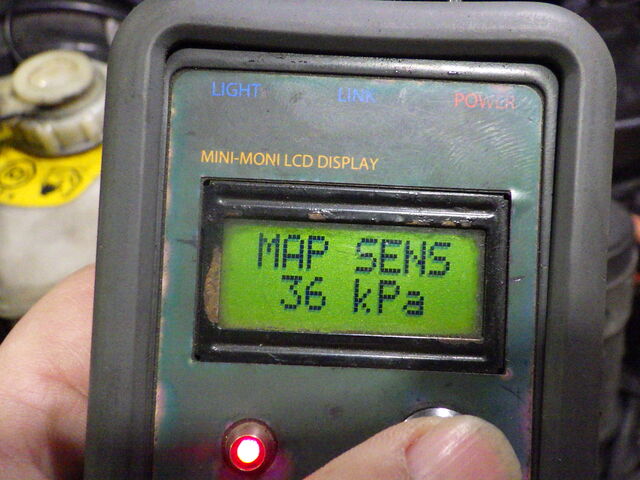 LIGHT LINK POWER
MINI-MONI LCD DISPLAY
MAP SENS
36 kPa